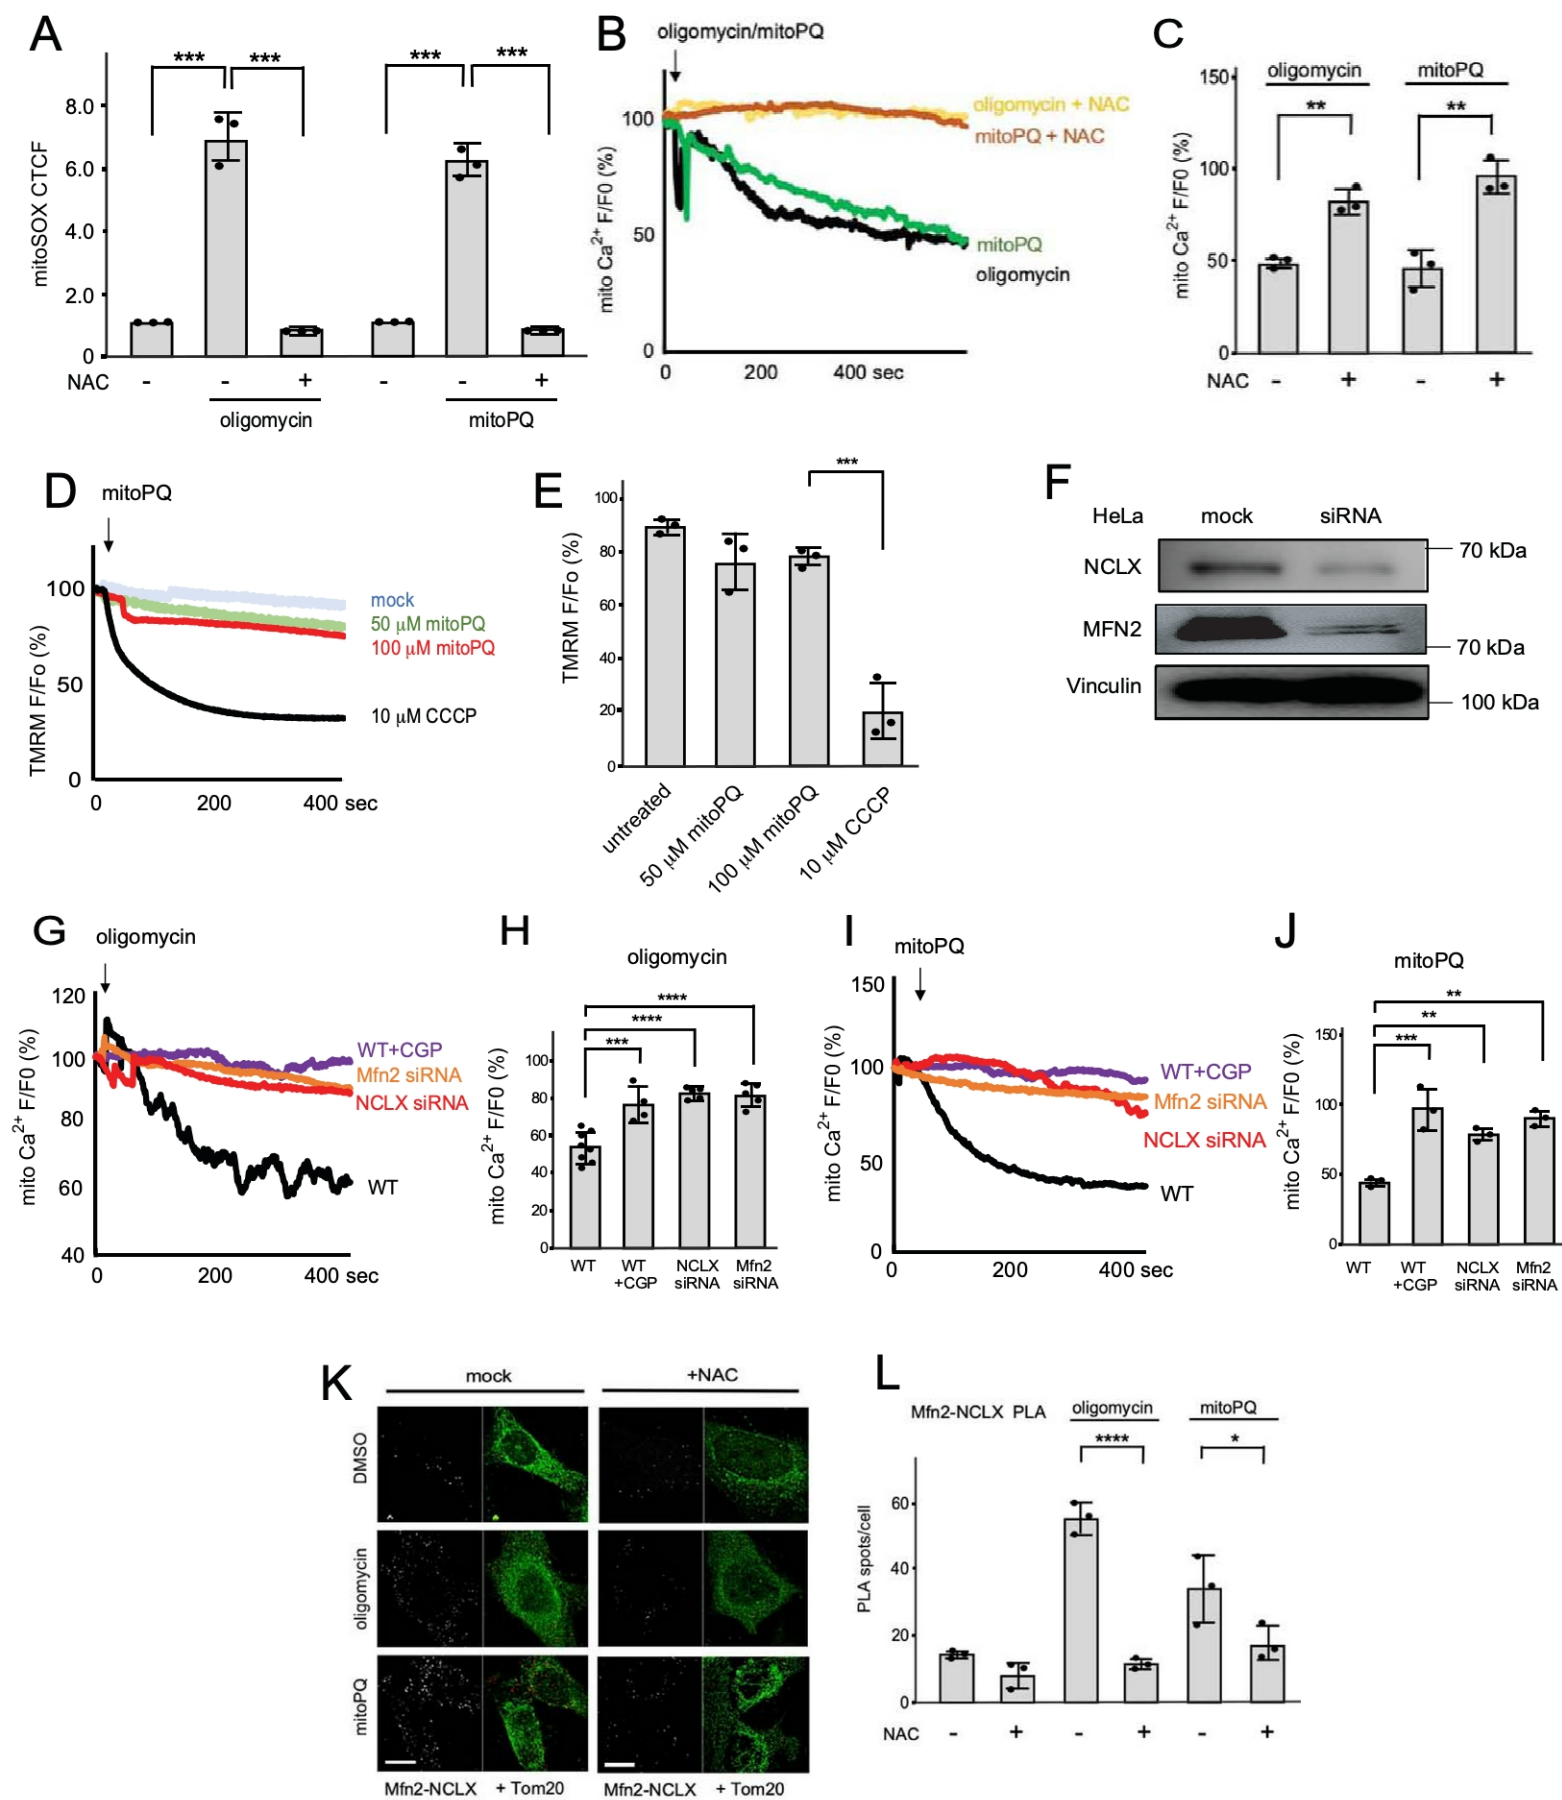 A
*** *** *** ***
mitoSOX CTCF
8.0
6.0
4.0
2.0
0
NAC - - + - - +
oligomycin mitoPQ
B
oligomycin/mitoPQ
mito Ca2+ F/F0 (%)
100
50
0
0 200 400 sec
oligomycin + NAC
mitoPQ + NAC
mitoPQ
oligomycin
C
oligomycin mitoPQ
** **
mito Ca2+ F/F0 (%)
150
100
50
0
NAC - + - +
D
mitoPQ
TMRM F/Fo (%)
100
50
0
0 200 400 sec
mock
50 μM mitoPQ
100 μM mitoPQ
10 μM CCCP
E
***
TMRM F/Fo (%)
100
80
60
40
20
0
untreated
50 μM mitoPQ
100 μM mitoPQ
10 μM CCCP
F
HeLa mock siRNA
NCLX 70 kDa
MFN2 70 kDa
Vinculin 100 kDa
G
oligomycin
mito Ca2+ F/F0 (%)
120
100
80
60
40
0 200 400 sec
WT+CGP
Mfn2 siRNA
NCLX siRNA
WT
H
oligomycin
****
****
***
mito Ca2+ F/F0 (%)
100
80
60
40
20
0
WT WT NCLX Mfn2
+CGP siRNA siRNA
I
mitoPQ
mito Ca2+ F/F0 (%)
150
100
50
0
0 200 400 sec
WT+CGP
Mfn2 siRNA
NCLX siRNA
WT
J
mitoPQ
**
**
***
mito Ca2+ F/F0 (%)
150
100
50
0
WT WT NCLX Mfn2
+CGP siRNA siRNA
K
mock +NAC
DMSO
oligomycin
mitoPQ
Mfn2-NCLX + Tom20 Mfn2-NCLX + Tom20
L
Mfn2-NCLX PLA oligomycin mitoPQ
**** *
PLA spots/cell
60
40
20
0
NAC - + - + - +